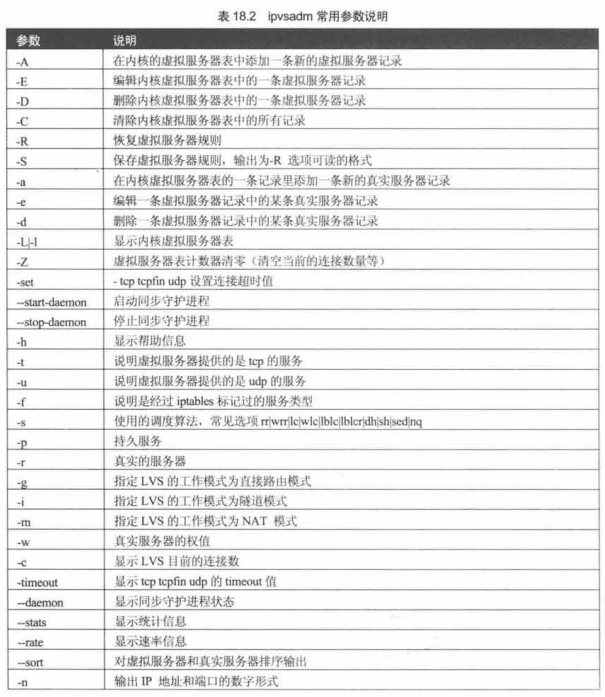 表 18.2 ipvsadm 常用参数说明
参数 说明
-A 在内核的虚拟服务器表中添加一条新的虚拟服务器记录
-E 编辑内核虚拟服务器表中的一条虚拟服务器记录
-D 删除内核虚拟服务器表中的一条虚拟服务器记录
-C 清除内核虚拟服务器表中的所有记录
-R 恢复虚拟服务器规则
-S 保存虚拟服务器规则，输出为-R 选项可读的格式
-a 在内核虚拟服务器表的一条记录里添加一条新的真实服务器记录
-e 编辑一条虚拟服务器记录中的某条真实服务器记录
-d 删除一条虚拟服务器记录中的某条真实服务器记录
-L|-l 显示内核虚拟服务器表
-Z 虚拟服务器表计数器清零（清空当前的连接数量等）
-set - tcp tcpfin udp 设置连接超时值
--start-daemon 启动同步守护进程
--stop-daemon 停止同步守护进程
-h 显示帮助信息
-t 说明虚拟服务器提供的是 tcp 的服务
-u 说明虚拟服务器提供的是 udp 的服务
-f 说明是经过 iptables 标记过的服务类型
-s 使用的调度算法，常见选项 rr|wrr|lc|wlc|lblc|lblcr|dh|sh|sed|nq
-p 持久服务
-r 真实的服务器
-g 指定 LVS 的工作模式为直接路由模式
-i 指定 LVS 的工作模式为隧道模式
-m 指定 LVS 的工作模式为 NAT 模式
-w 真实服务器的权值
-c 显示 LVS 目前的连接数
-timeout 显示 tcp tcpfin udp 的 timeout 值
--daemon 显示同步守护进程状态
--stats 显示统计信息
--rate 显示速率信息
--sort 对虚拟服务器和真实服务器排序输出
-n 输出 IP 地址和端口的数字形式